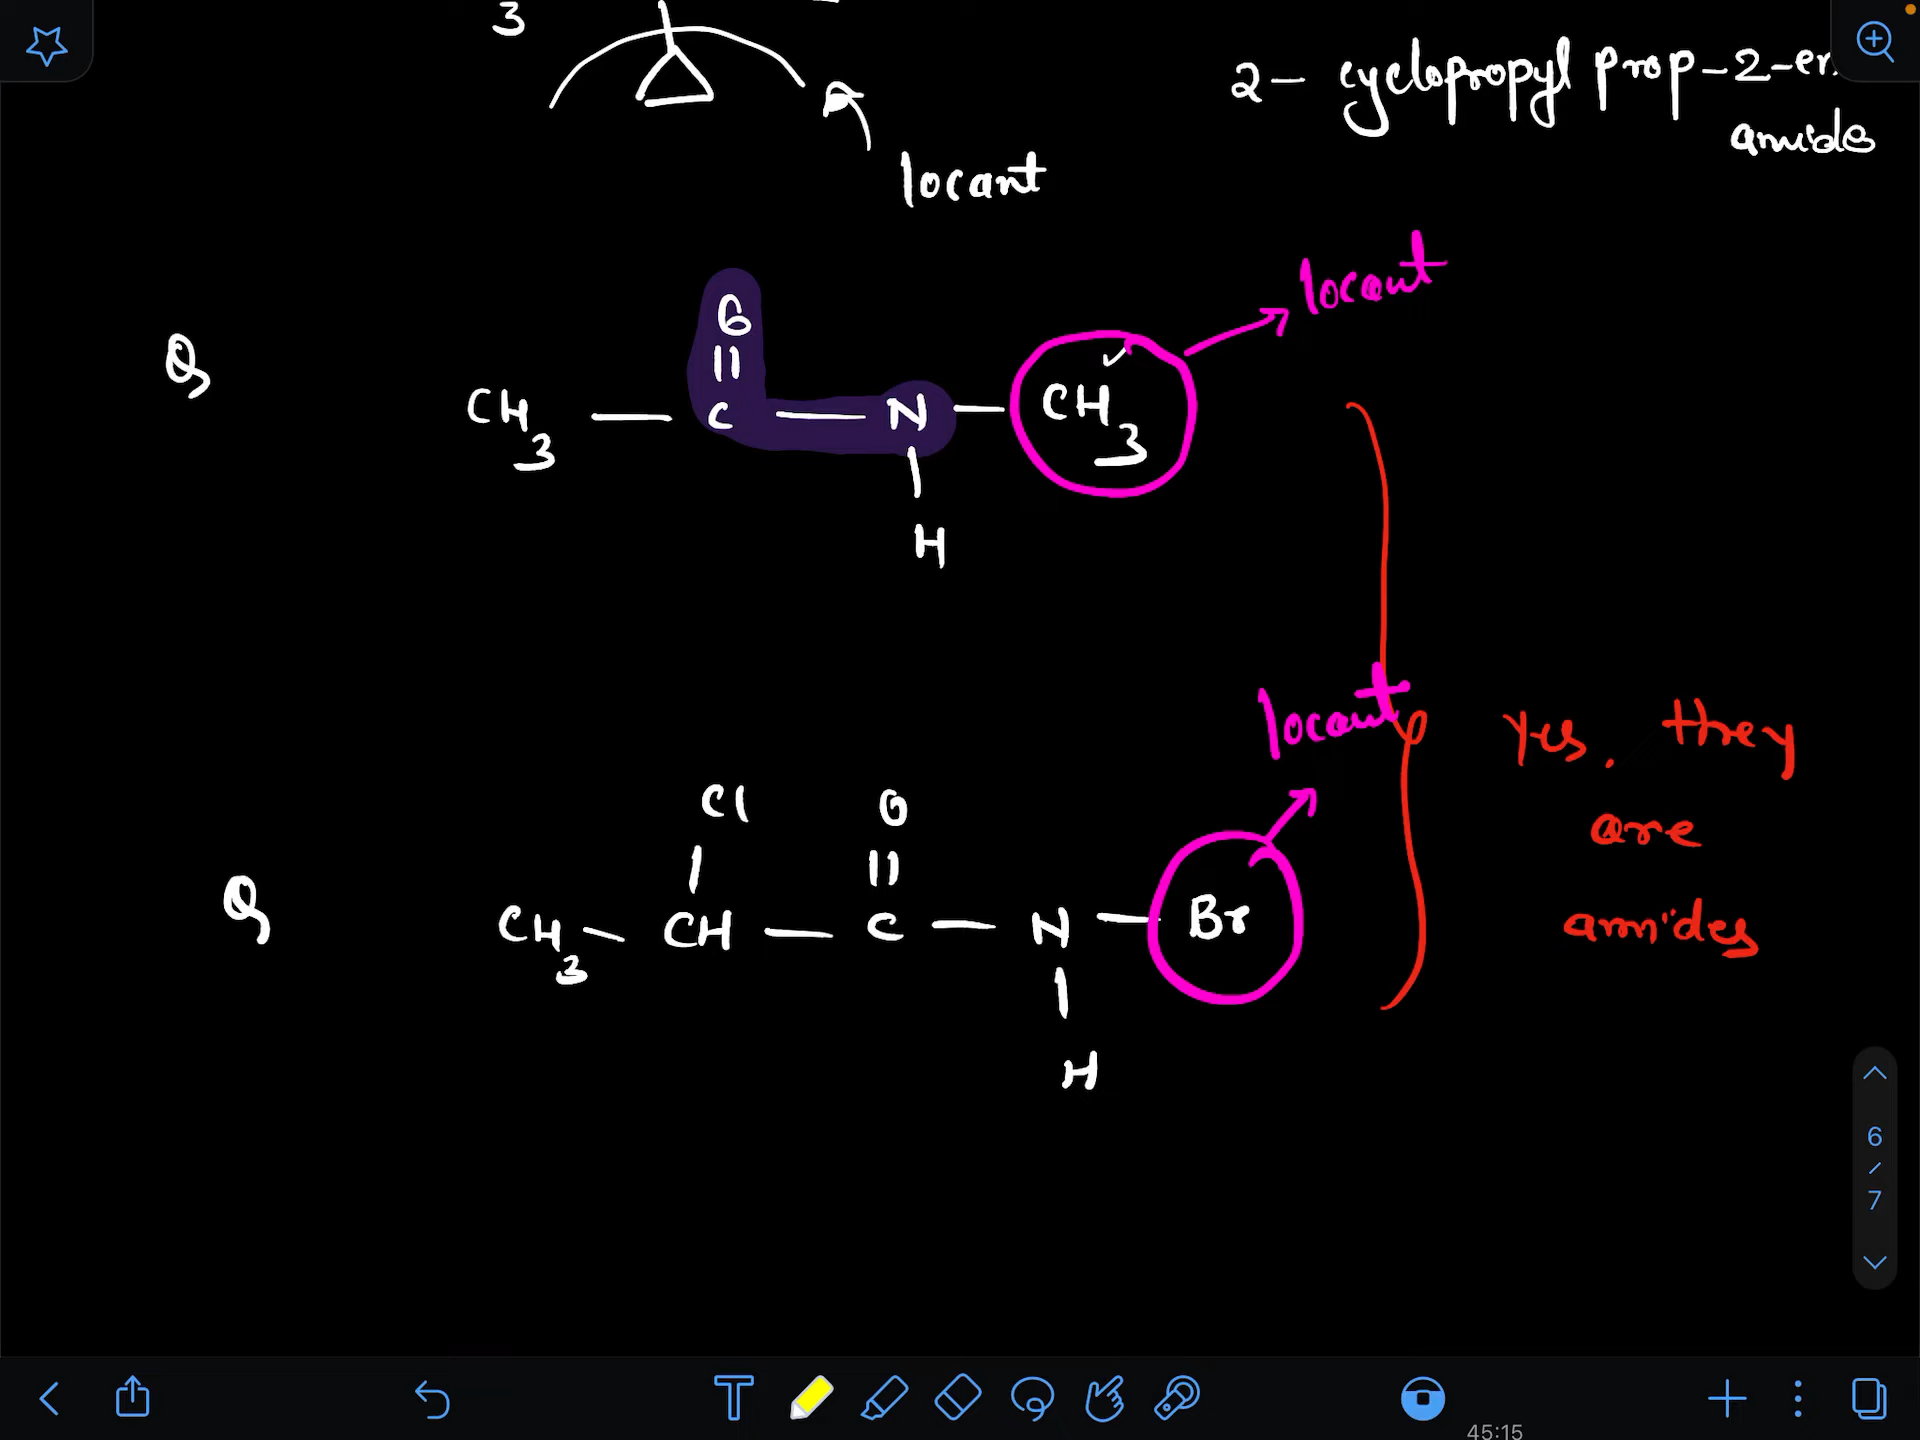 3
2- cyclopropyl prop-2-en
amides
locant
locant
Q
O
||
CH3 — C — N — CH3
|
H
locant
Yes, they
are
amides
Cl O
| ||
Q
CH3 — CH — C — N — Br
|
H
6
/
7
T
45:15